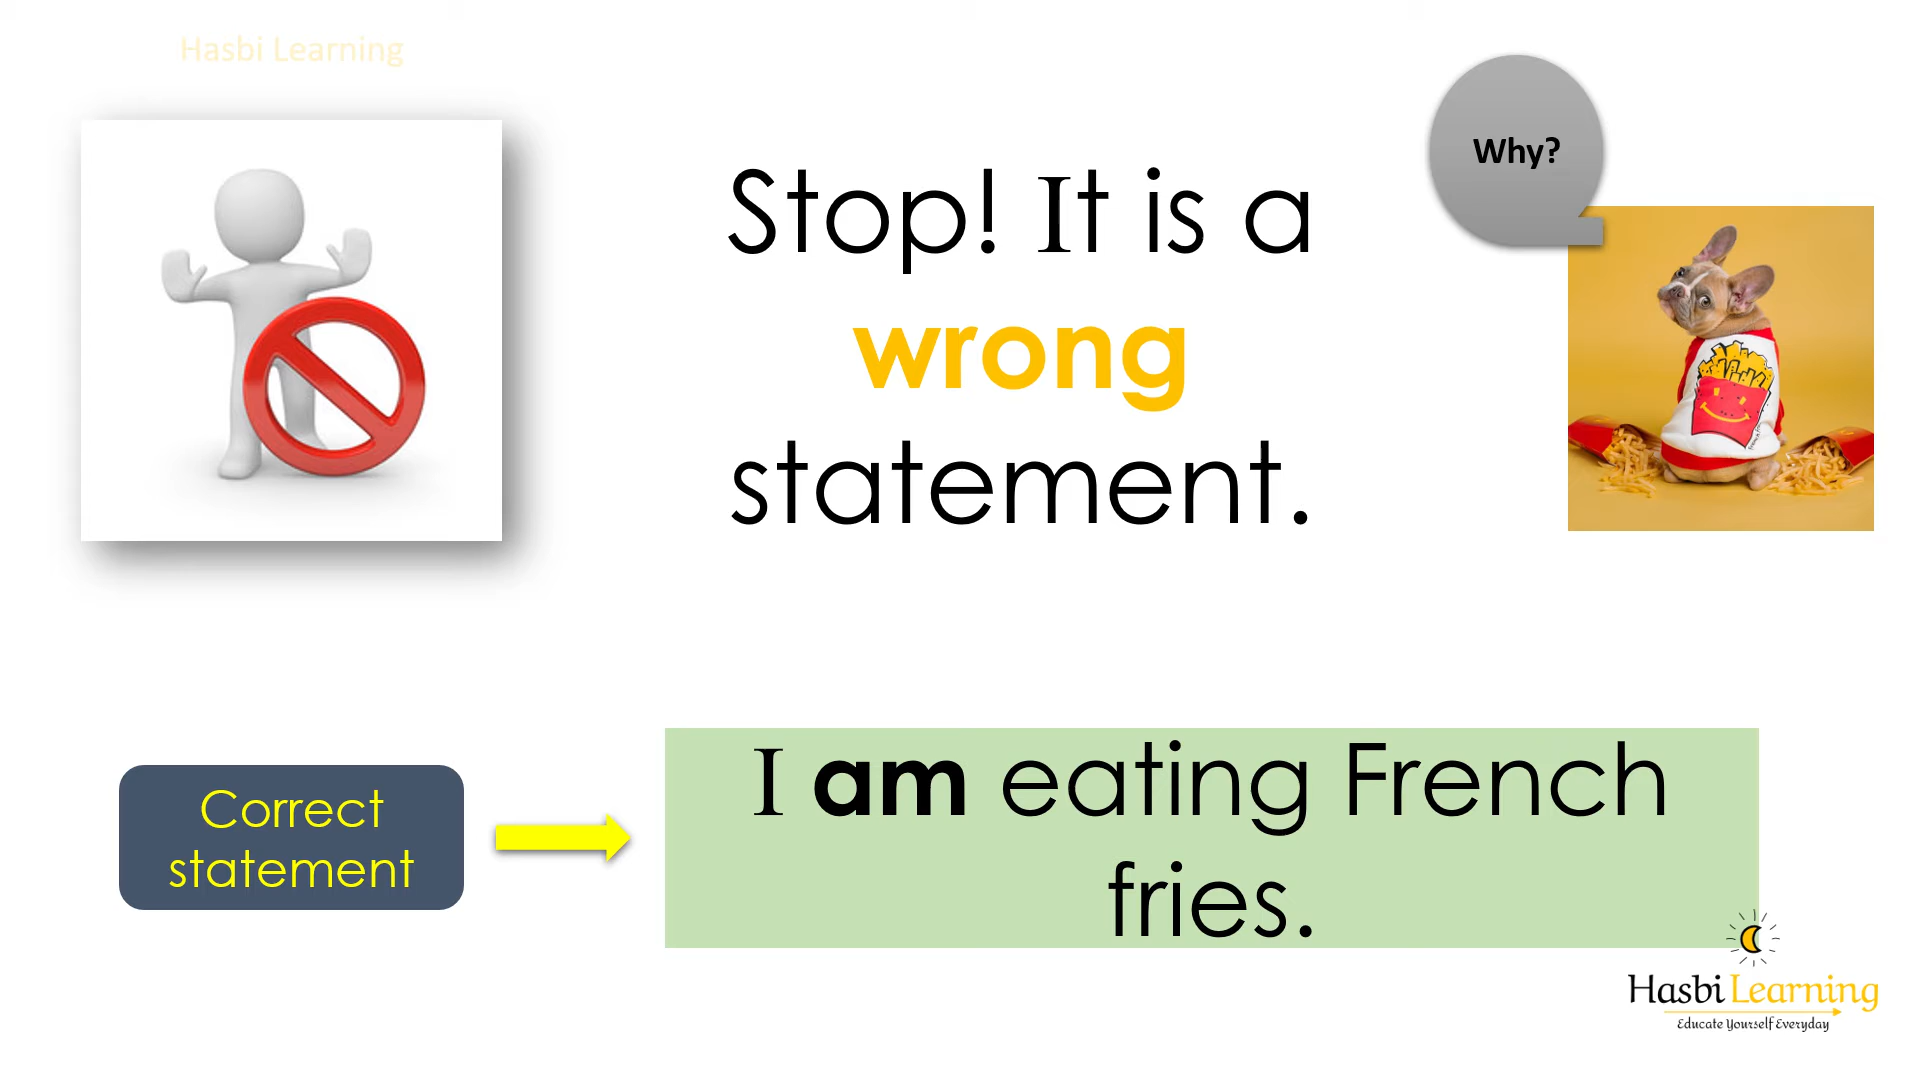 Hasbi Learning
Why?
Stop! It is a
wrong
statement.
Correct
statement
I am eating French
fries.
Hasbi Learning
Educate Yourself Everyday